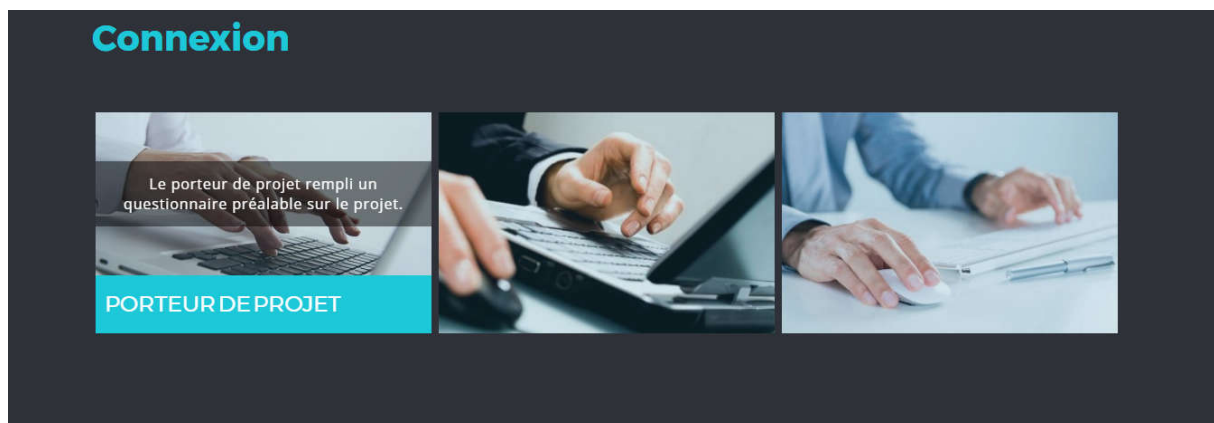 Connexion
Le porteur de projet rempli un
questionnaire préalable sur le projet.
PORTEUR DE PROJET